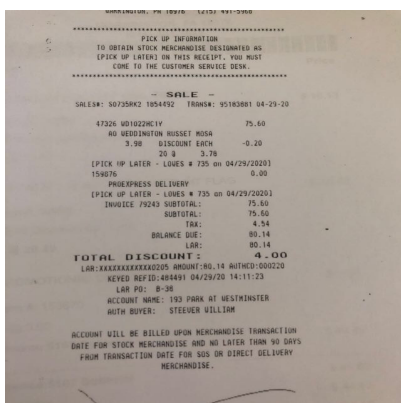 WARRINGTON, PA 18976 (215) 491-5960
**********************************************
PICK UP INFORMATION
TO OBTAIN STOCK MERCHANDISE DESIGNATED AS
[PICK UP LATER] ON THIS RECEIPT, YOU MUST
COME TO THE CUSTOMER SERVICE DESK.
**********************************************
- SALE -
SALES#: S0735RK2 1854492 TRANS#: 95183881 04-29-20
47326 WD1022HC1Y 75.60
AO WEDDINGTON RUSSET MOSA
3.98 DISCOUNT EACH -0.20
20 @ 3.78
[PICK UP LATER - LOWES # 735 on 04/29/2020]
159876 0.00
PROEXPRESS DELIVERY
[PICK UP LATER - LOWES # 735 on 04/29/2020]
INVOICE 79243 SUBTOTAL: 75.60
SUBTOTAL: 75.60
TAX: 4.54
BALANCE DUE: 80.14
LAR: 80.14
TOTAL DISCOUNT: 4.00
LAR:XXXXXXXXXXXX0205 AMOUNT:80.14 AUTHCD:000220
KEYED REFID:484491 04/29/20 14:11:23
LAR PO: B-38
ACCOUNT NAME: 193 PARK AT WESTMINSTER
AUTH BUYER: STEEVER WILLIAM
ACCOUNT WILL BE BILLED UPON MERCHANDISE TRANSACTION
DATE FOR STOCK MERCHANDISE AND NO LATER THAN 90 DAYS
FROM TRANSACTION DATE FOR SOS OR DIRECT DELIVERY
MERCHANDISE.